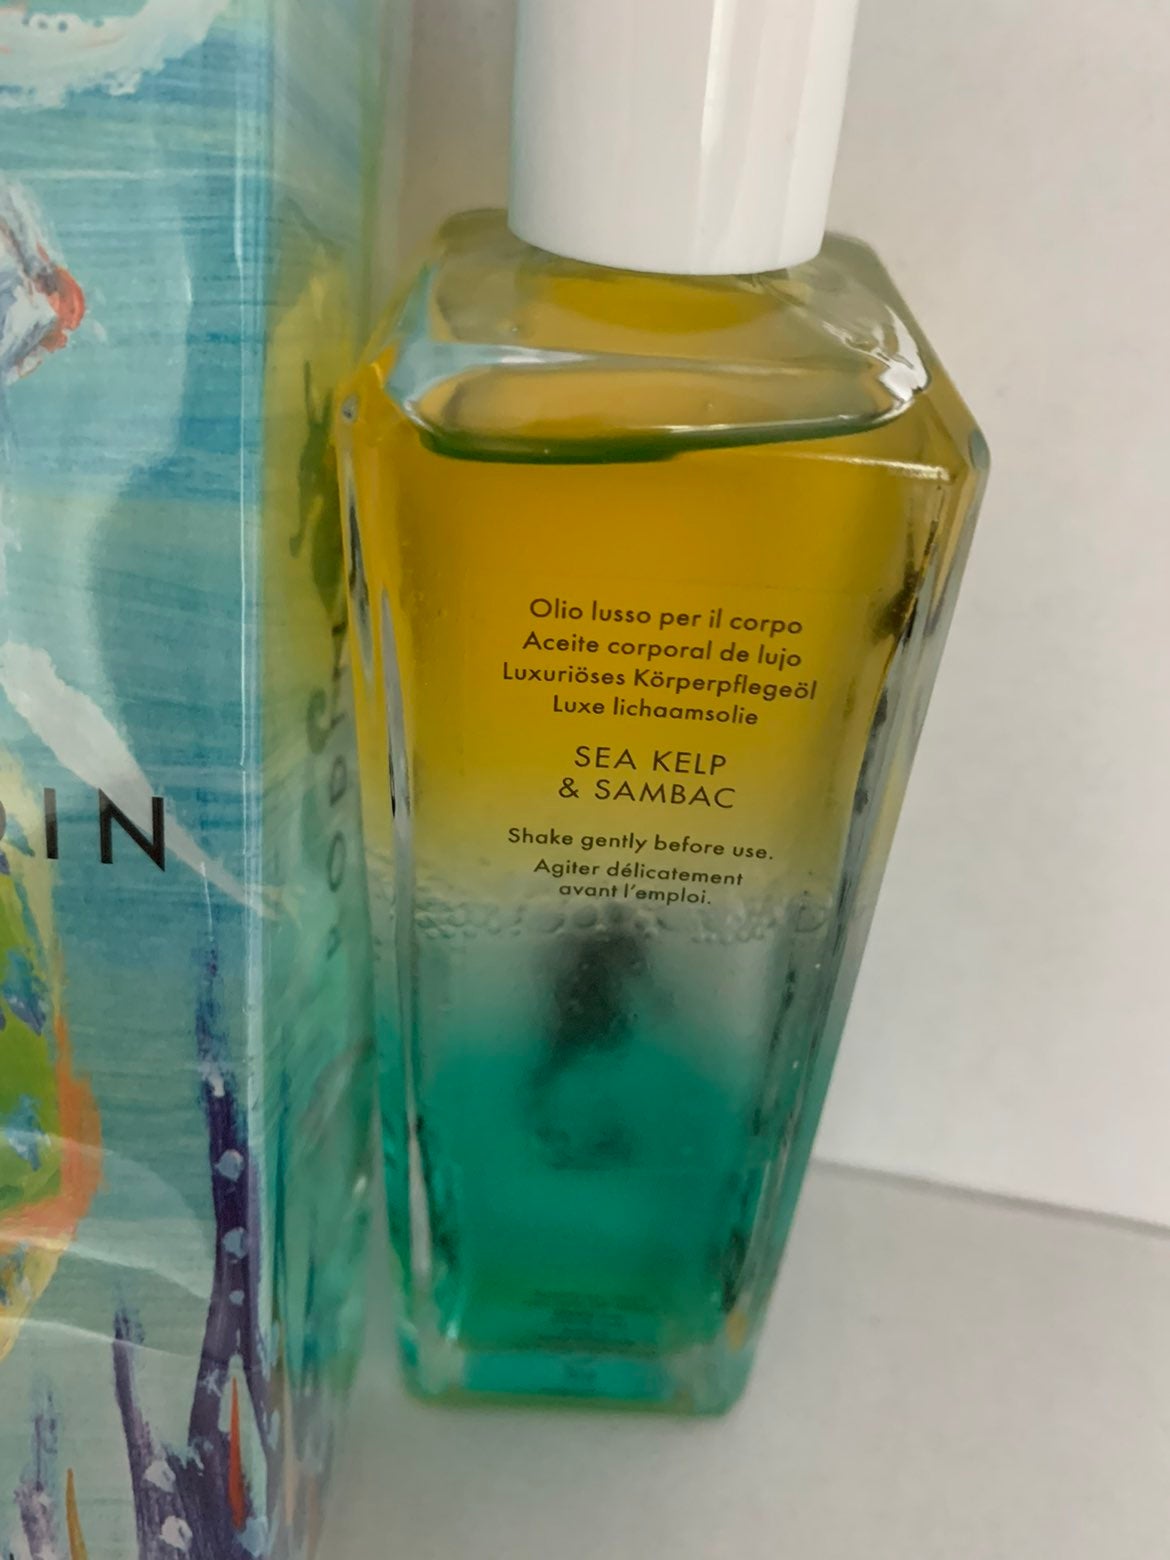 Olio lusso per il corpo
Aceite corporal de lujo
Luxuriöses Körperpflegeöl
Luxe lichaamsolie
SEA KELP
& SAMBAC
Shake gently before use.
Agiter délicatement
avant l'emploi.